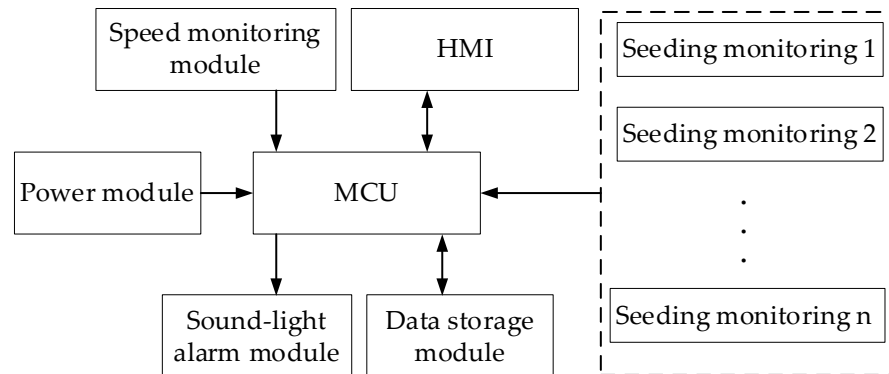 Speed monitoring
module
HMI
Seeding monitoring 1
Seeding monitoring 2
Power module
MCU
.
.
.
Sound-light
alarm module
Data storage
module
Seeding monitoring n